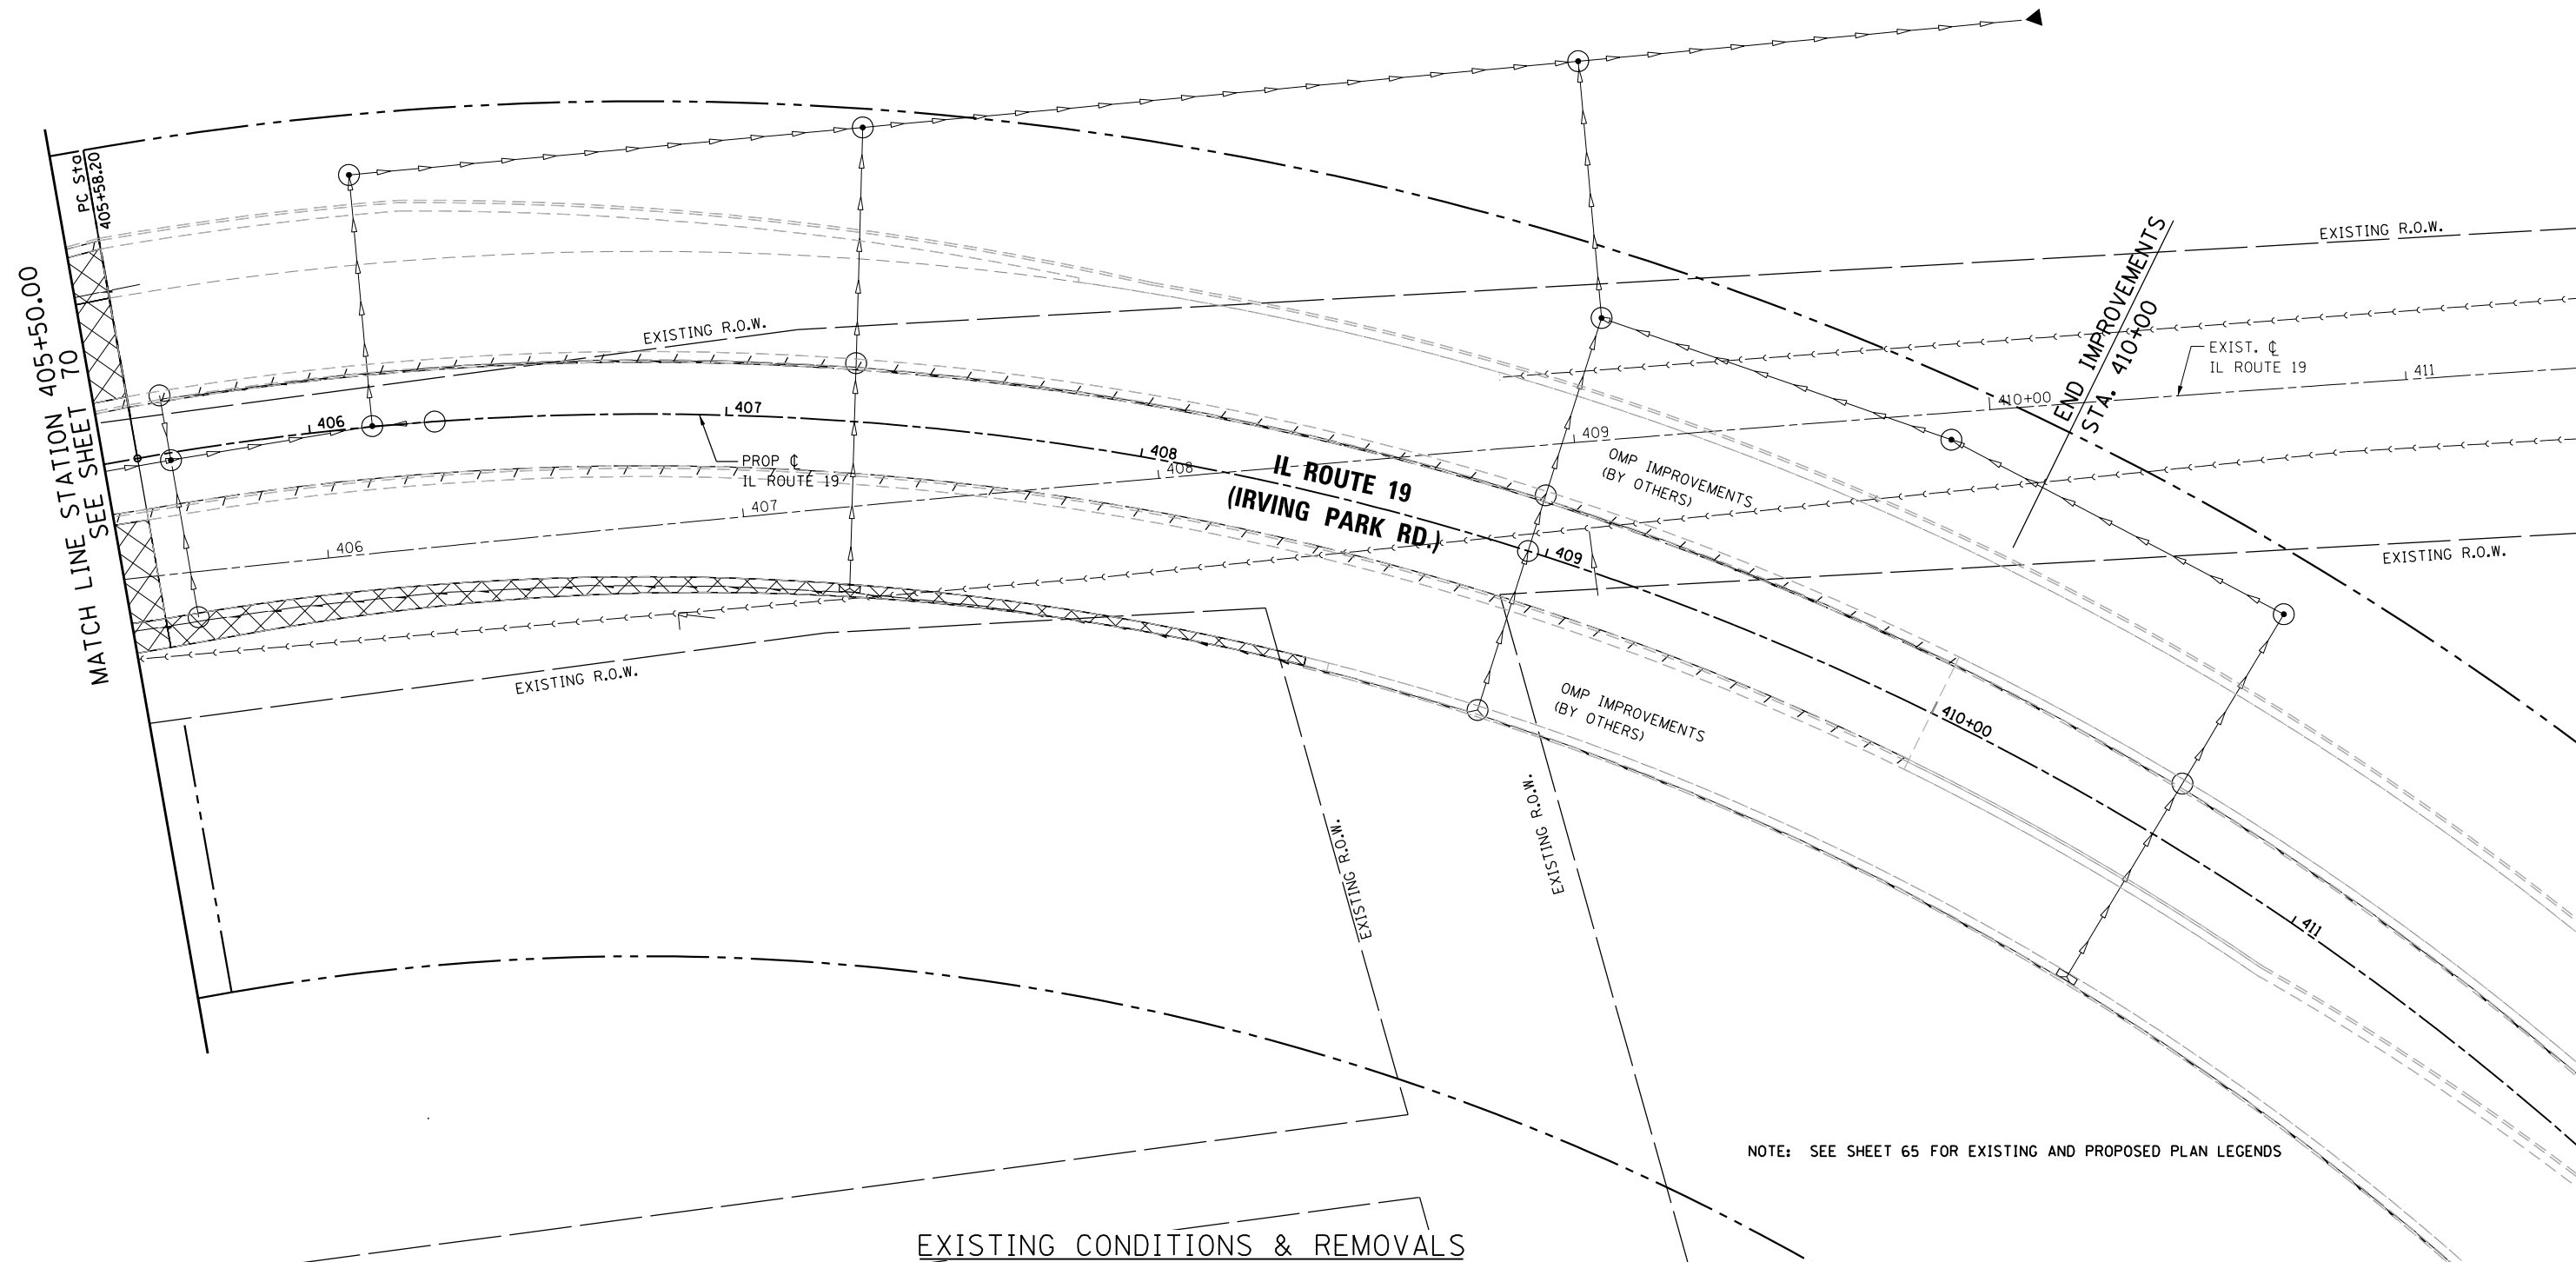 PC Sta
405+58.20
MATCH LINE STATION 405+50.00
SEE SHEET 70
EXISTING R.O.W.
EXISTING R.O.W.
END IMPROVEMENTS
STA. 410+00
EXIST. ℄
IL ROUTE 19
411
410+00
409
408
407
406
406
407
408
409
410+00
411
PROP ℄
IL ROUTE 19
IL ROUTE 19
(IRVING PARK RD.)
OMP IMPROVEMENTS
(BY OTHERS)
EXISTING R.O.W.
EXISTING R.O.W.
OMP IMPROVEMENTS
(BY OTHERS)
EXISTING R.O.W.
EXISTING R.O.W.
NOTE: SEE SHEET 65 FOR EXISTING AND PROPOSED PLAN LEGENDS
EXISTING CONDITIONS & REMOVALS